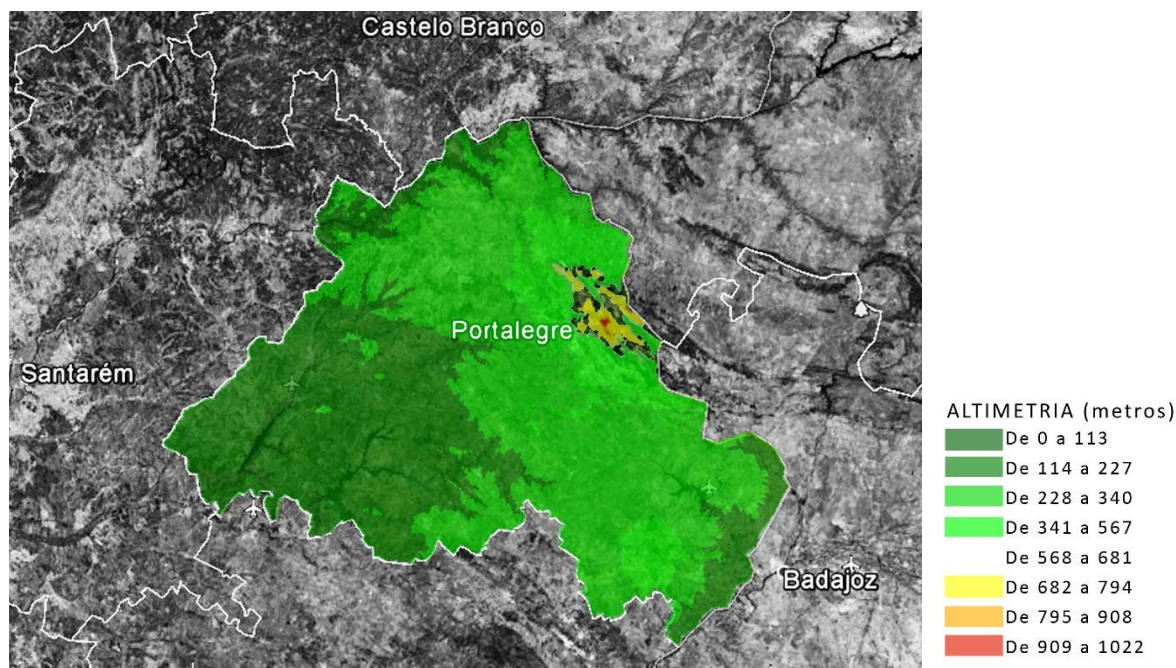 Castelo Branco
Portalegre
Santarém
Badajoz
ALTIMETRIA (metros)
De 0 a 113
De 114 a 227
De 228 a 340
De 341 a 567
De 568 a 681
De 682 a 794
De 795 a 908
De 909 a 1022